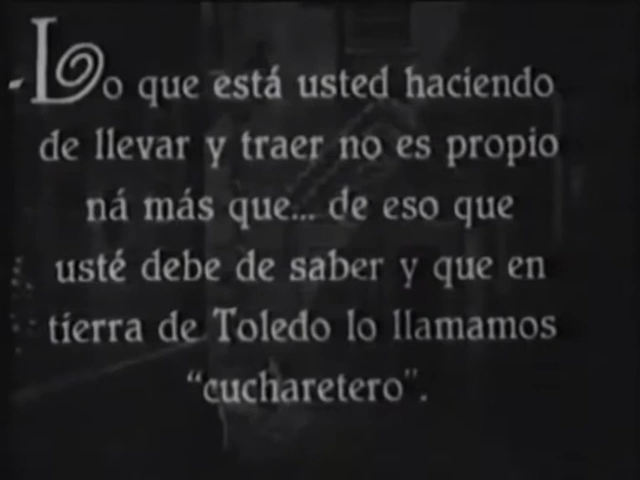 -Lo que está usted haciendo
de llevar y traer no es propio
ná más que... de eso que
usté debe de saber y que en
tierra de Toledo lo llamamos
“cucharetero”.